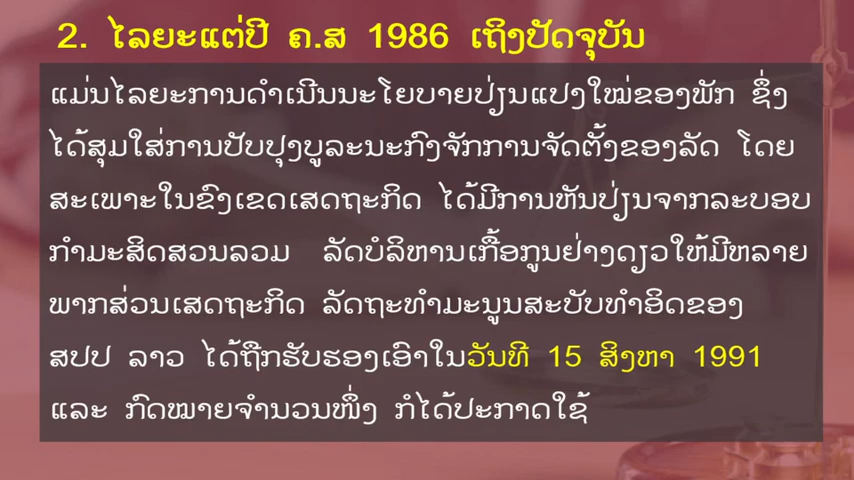 2. ໄລຍະແຕ່ປີ ຄ.ສ 1986 ເຖິງປັດຈຸບັນ
ແມ່ນໄລຍະການດຳເນີນນະໂຍບາຍປ່ຽນແປງໃໝ່ຂອງພັກ ຊຶ່ງ
ໄດ້ສຸມໃສ່ການປັບປຸງບູລະນະກົງຈັກການຈັດຕັ້ງຂອງລັດ ໂດຍ
ສະເພາະໃນຂົງເຂດເສດຖະກິດ ໄດ້ມີການຫັນປ່ຽນຈາກລະບອບ
ກຳມະສິດສວນລວມ ລັດບໍລິຫານເກື້ອກູນຢ່າງດຽວໃຫ້ມີຫລາຍ
ພາກສ່ວນເສດຖະກິດ ລັດຖະທຳມະນູນສະບັບທຳອິດຂອງ
ສປປ ລາວ ໄດ້ຖືກຮັບຮອງເອົາໃນວັນທີ 15 ສິງຫາ 1991
ແລະ ກົດໝາຍຈຳນວນໜຶ່ງ ກໍໄດ້ປະກາດໃຊ້